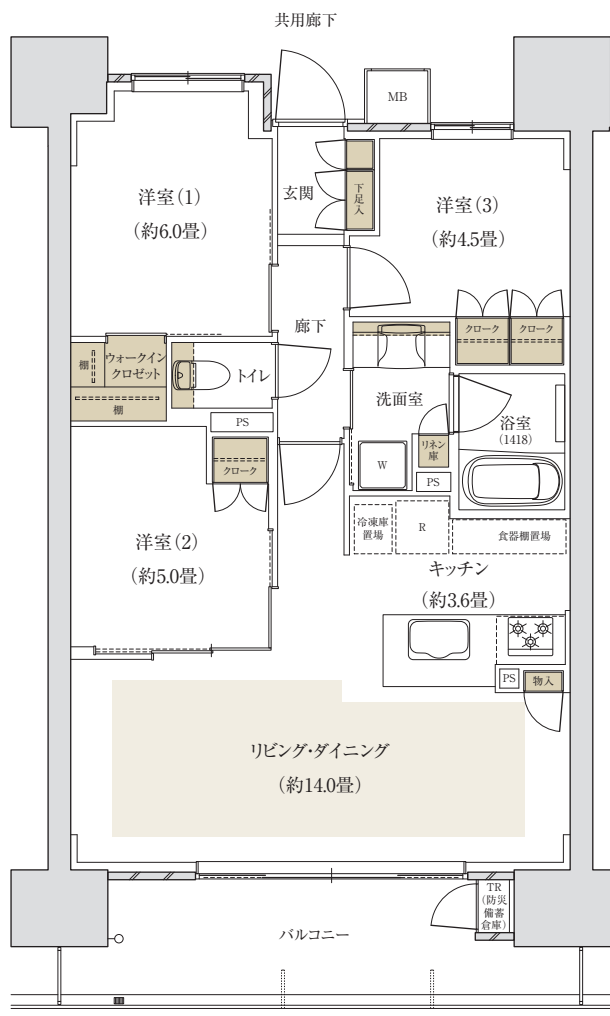 共用廊下
MB
洋室(1)
(約6.0畳)
玄関
下足入
洋室(3)
(約4.5畳)
廊下
クローク
クローク
棚
ウォークイン
クロゼット
棚
トイレ
洗面室
浴室
(1418)
PS
クローク
W
リネン
庫
PS
洋室(2)
(約5.0畳)
冷凍庫
置場
R
食器棚置場
キッチン
(約3.6畳)
PS
物入
リビング・ダイニング
(約14.0畳)
TR
(防災
備蓄
倉庫)
バルコニー